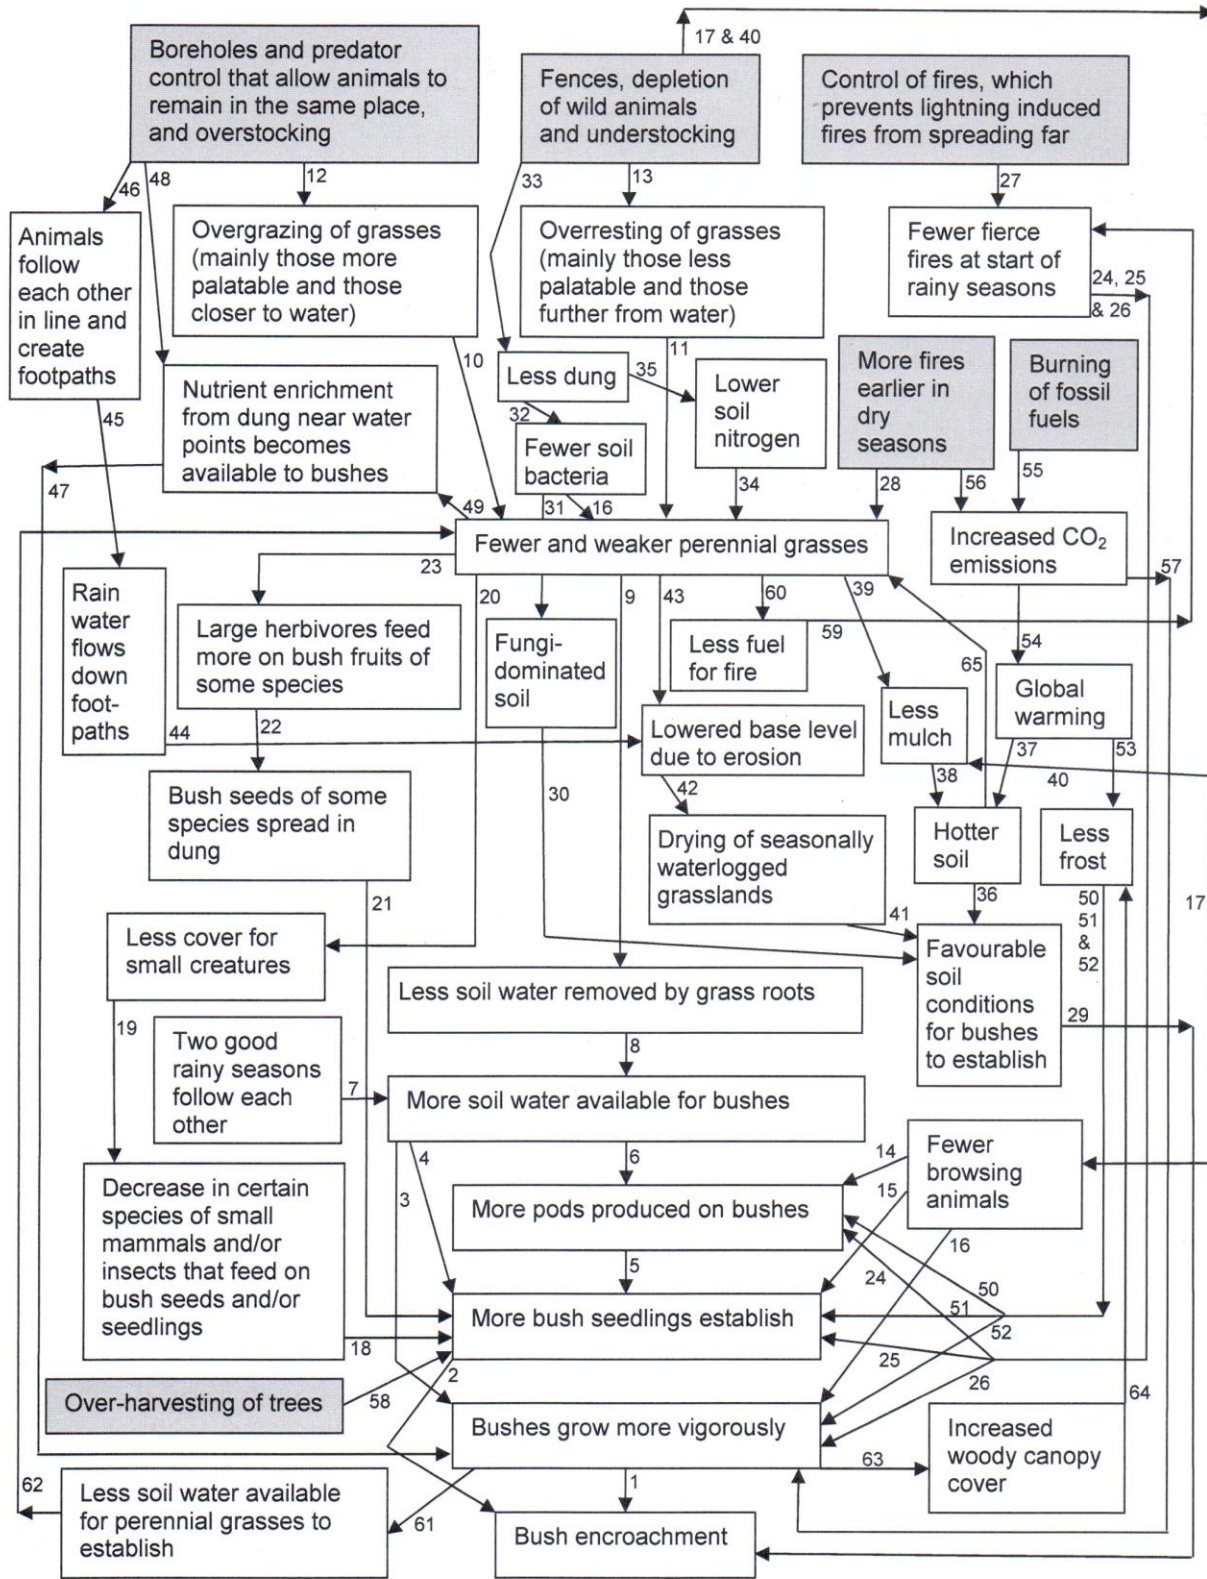 17 & 40
Boreholes and predator
control that allow animals to
remain in the same place,
and overstocking
Fences, depletion
of wild animals
and understocking
Control of fires, which
prevents lightning induced
fires from spreading far
46
48
12
33
13
27
Animals
follow
each other
in line and
create
footpaths
Overgrazing of grasses
(mainly those more
palatable and those
closer to water)
Overresting of grasses
(mainly those less
palatable and those
further from water)
Fewer fierce
fires at start of
rainy seasons
24, 25
& 26
10
11
45
Nutrient enrichment
from dung near water
points becomes
available to bushes
Less dung
35
32
Lower
soil
nitrogen
More fires
earlier in
dry
seasons
Burning
of fossil
fuels
Fewer soil
bacteria
47
49
31
16
34
28
56
55
Fewer and weaker perennial grasses
Increased CO2
emissions
57
23
20
9
43
60
39
Rain
water
flows
down
foot-
paths
Large herbivores feed
more on bush fruits of
some species
Fungi-
dominated
soil
Less fuel
for fire
59
65
54
Global
warming
Less
mulch
44
22
Lowered base level
due to erosion
37
53
38
40
30
42
Bush seeds of some
species spread in
dung
Drying of seasonally
waterlogged
grasslands
Hotter
soil
Less
frost
21
36
50
51
&
52
17
41
Less cover for
small creatures
Favourable
soil
conditions
for bushes
to establish
Less soil water removed by grass roots
29
19
8
Two good
rainy seasons
follow each
other
7
More soil water available for bushes
3
4
6
14
15
16
Fewer
browsing
animals
Decrease in certain
species of small
mammals and/or
insects that feed on
bush seeds and/or
seedlings
More pods produced on bushes
5
24
50
51
52
More bush seedlings establish
18
2
25
26
Over-harvesting of trees
58
64
Bushes grow more vigorously
63
Increased
woody canopy
cover
62
Less soil water available
for perennial grasses to
establish
61
1
Bush encroachment